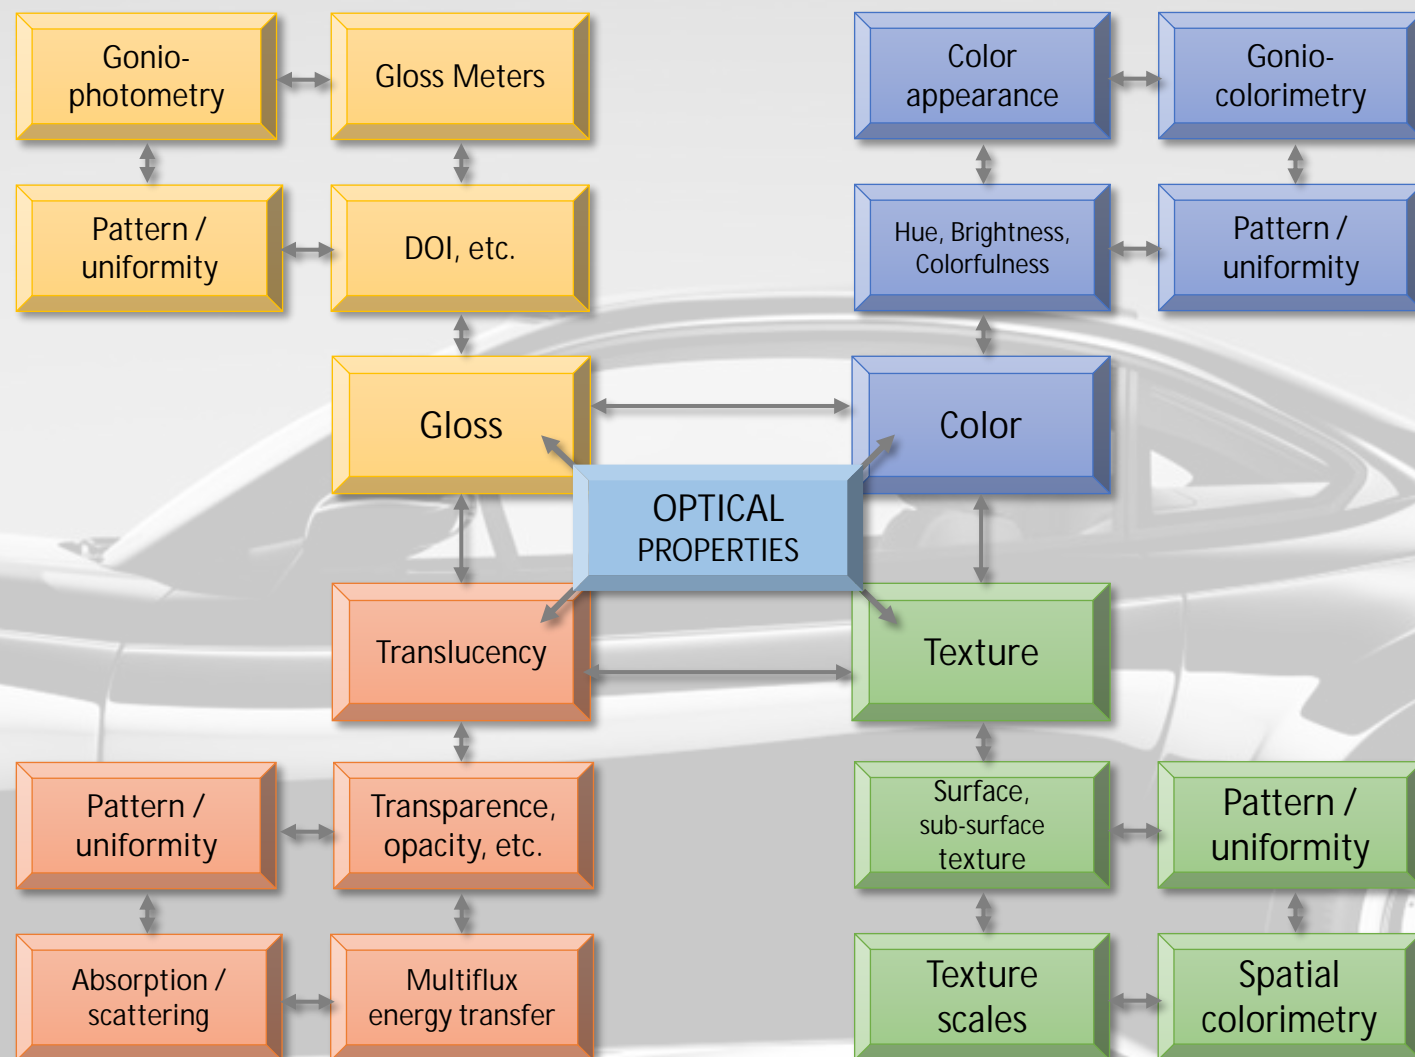 Gonio-
photometry
Gloss Meters
Color
appearance
Gonio-
colorimetry
Pattern /
uniformity
DOI, etc.
Hue, Brightness,
Colorfulness
Pattern /
uniformity
Gloss
Color
OPTICAL
PROPERTIES
Translucency
Texture
Pattern /
uniformity
Transparence,
opacity, etc.
Surface,
sub-surface
texture
Pattern /
uniformity
Absorption /
scattering
Multiflux
energy transfer
Texture
scales
Spatial
colorimetry